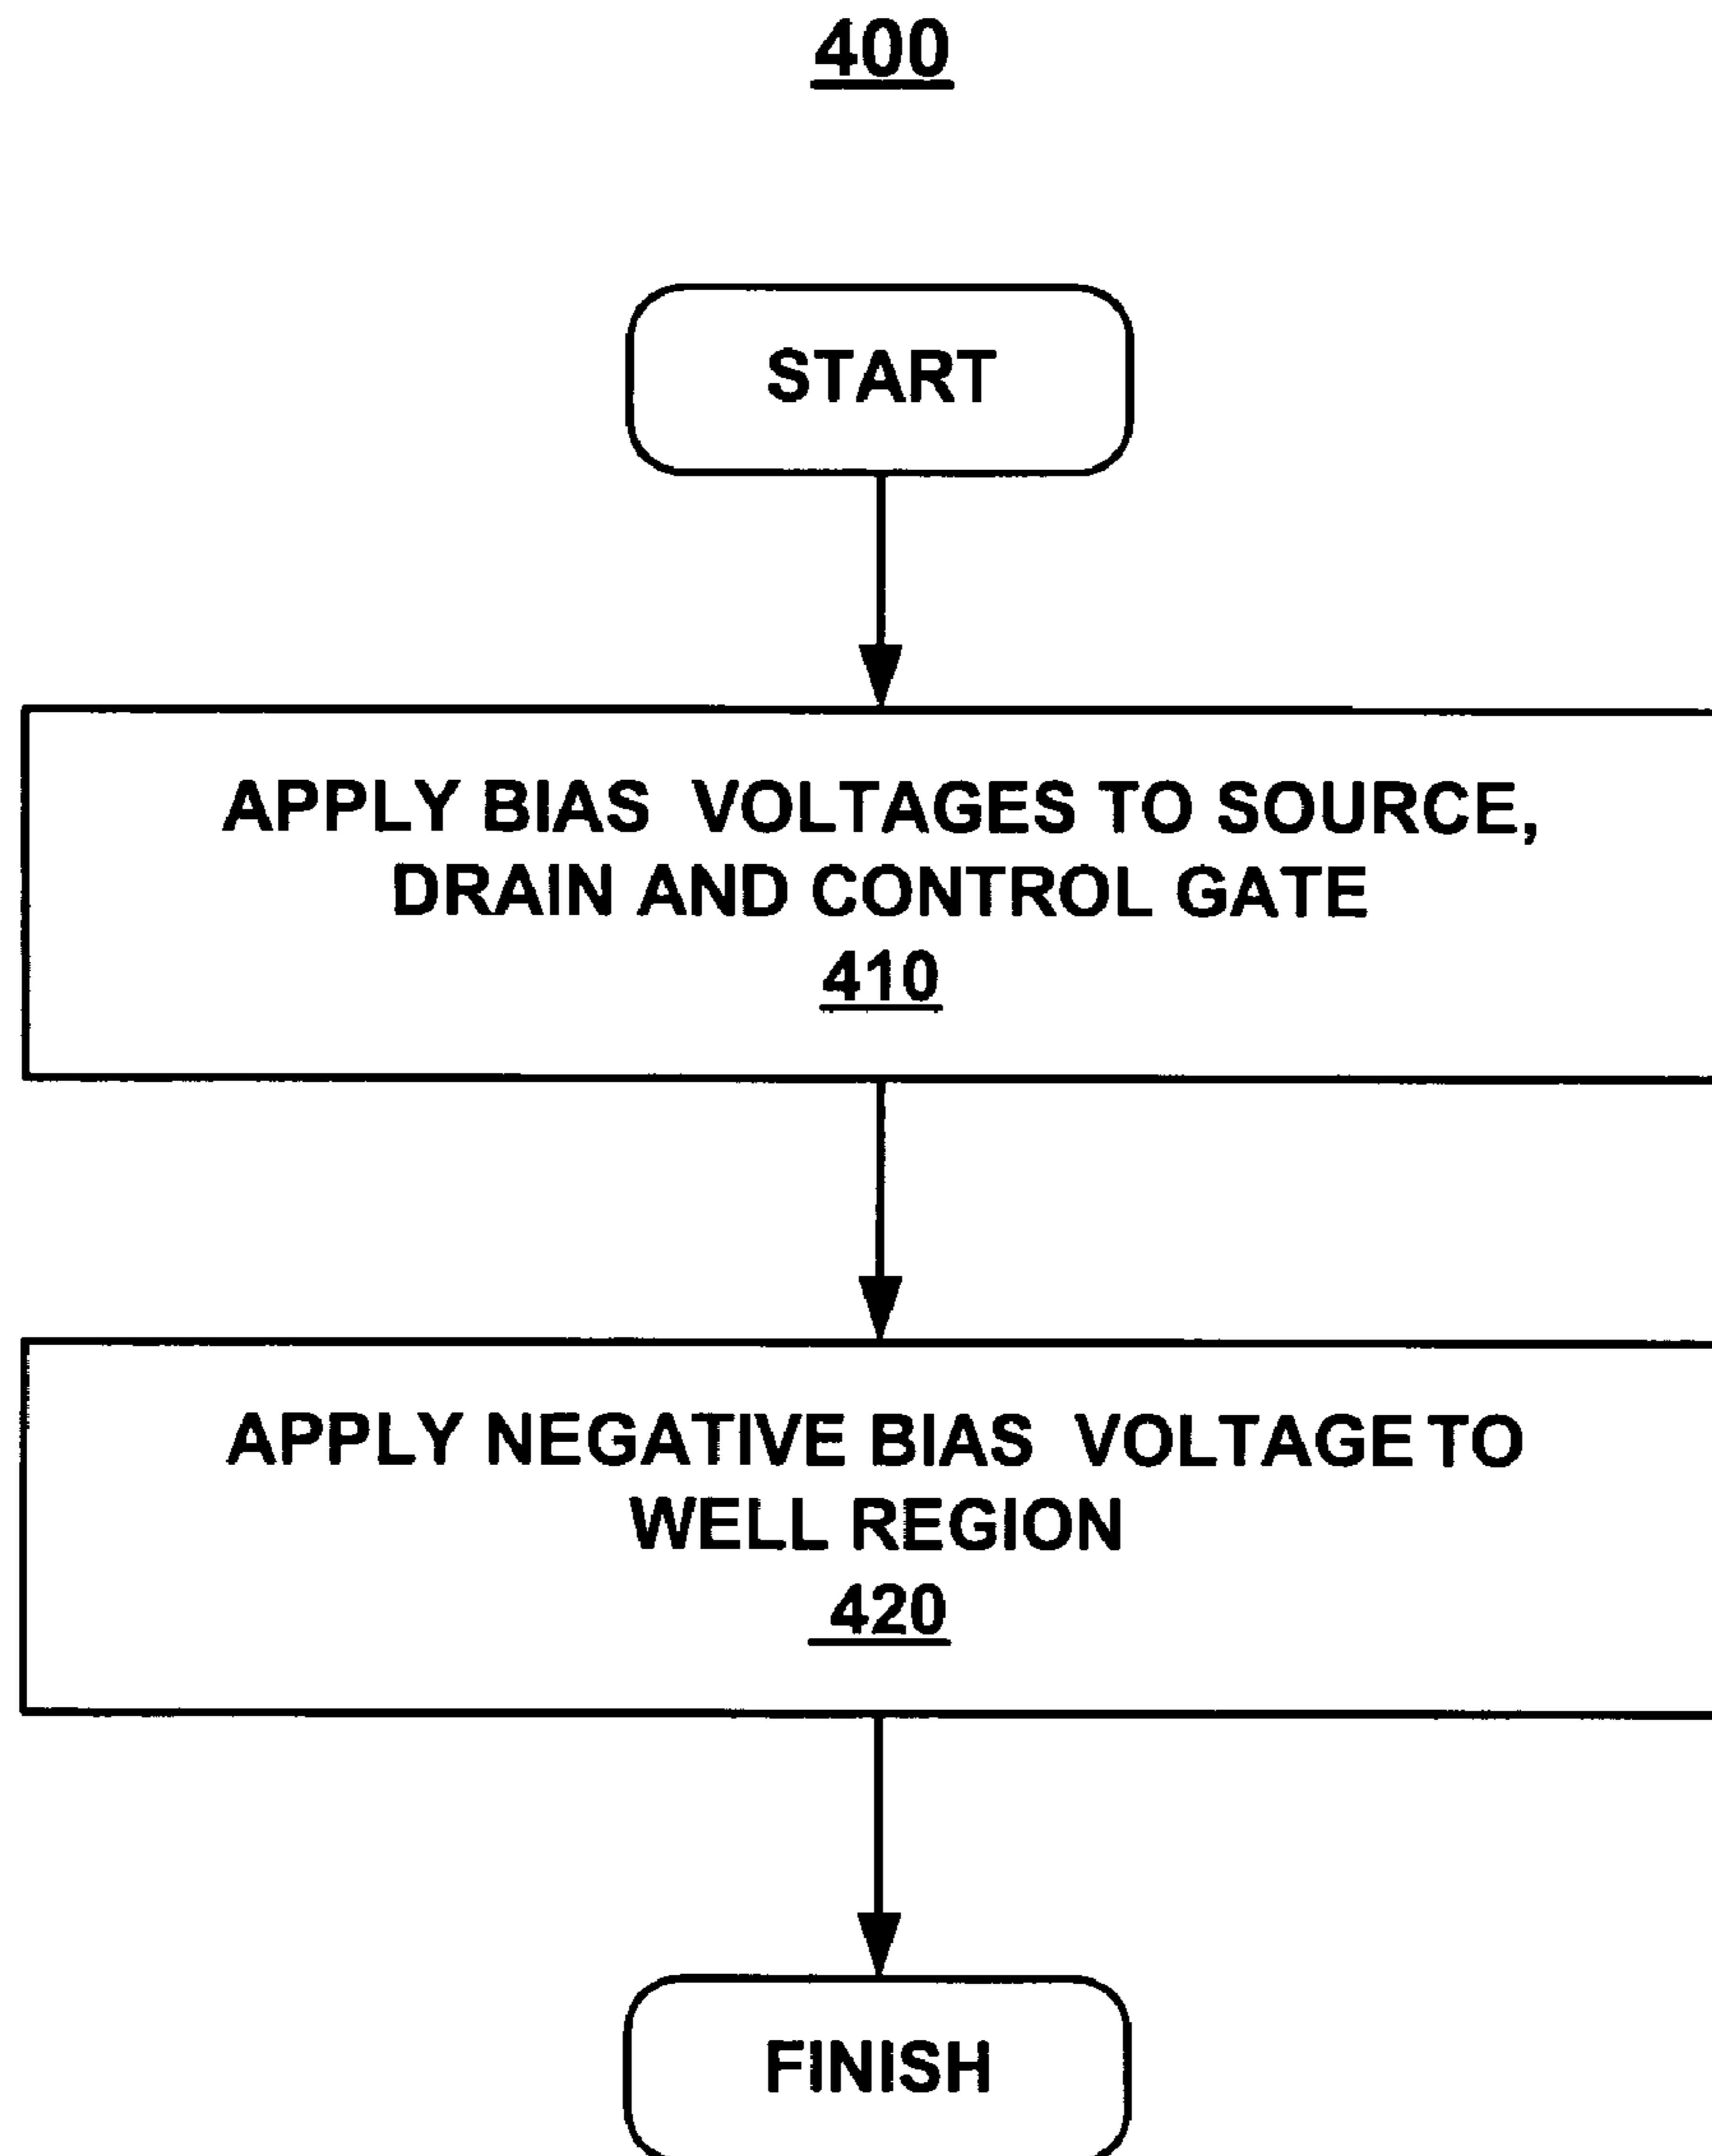 400
START
APPLY BIAS VOLTAGES TO SOURCE,
DRAIN AND CONTROL GATE
410
APPLY NEGATIVE BIAS VOLTAGE TO
WELL REGION
420
FINISH